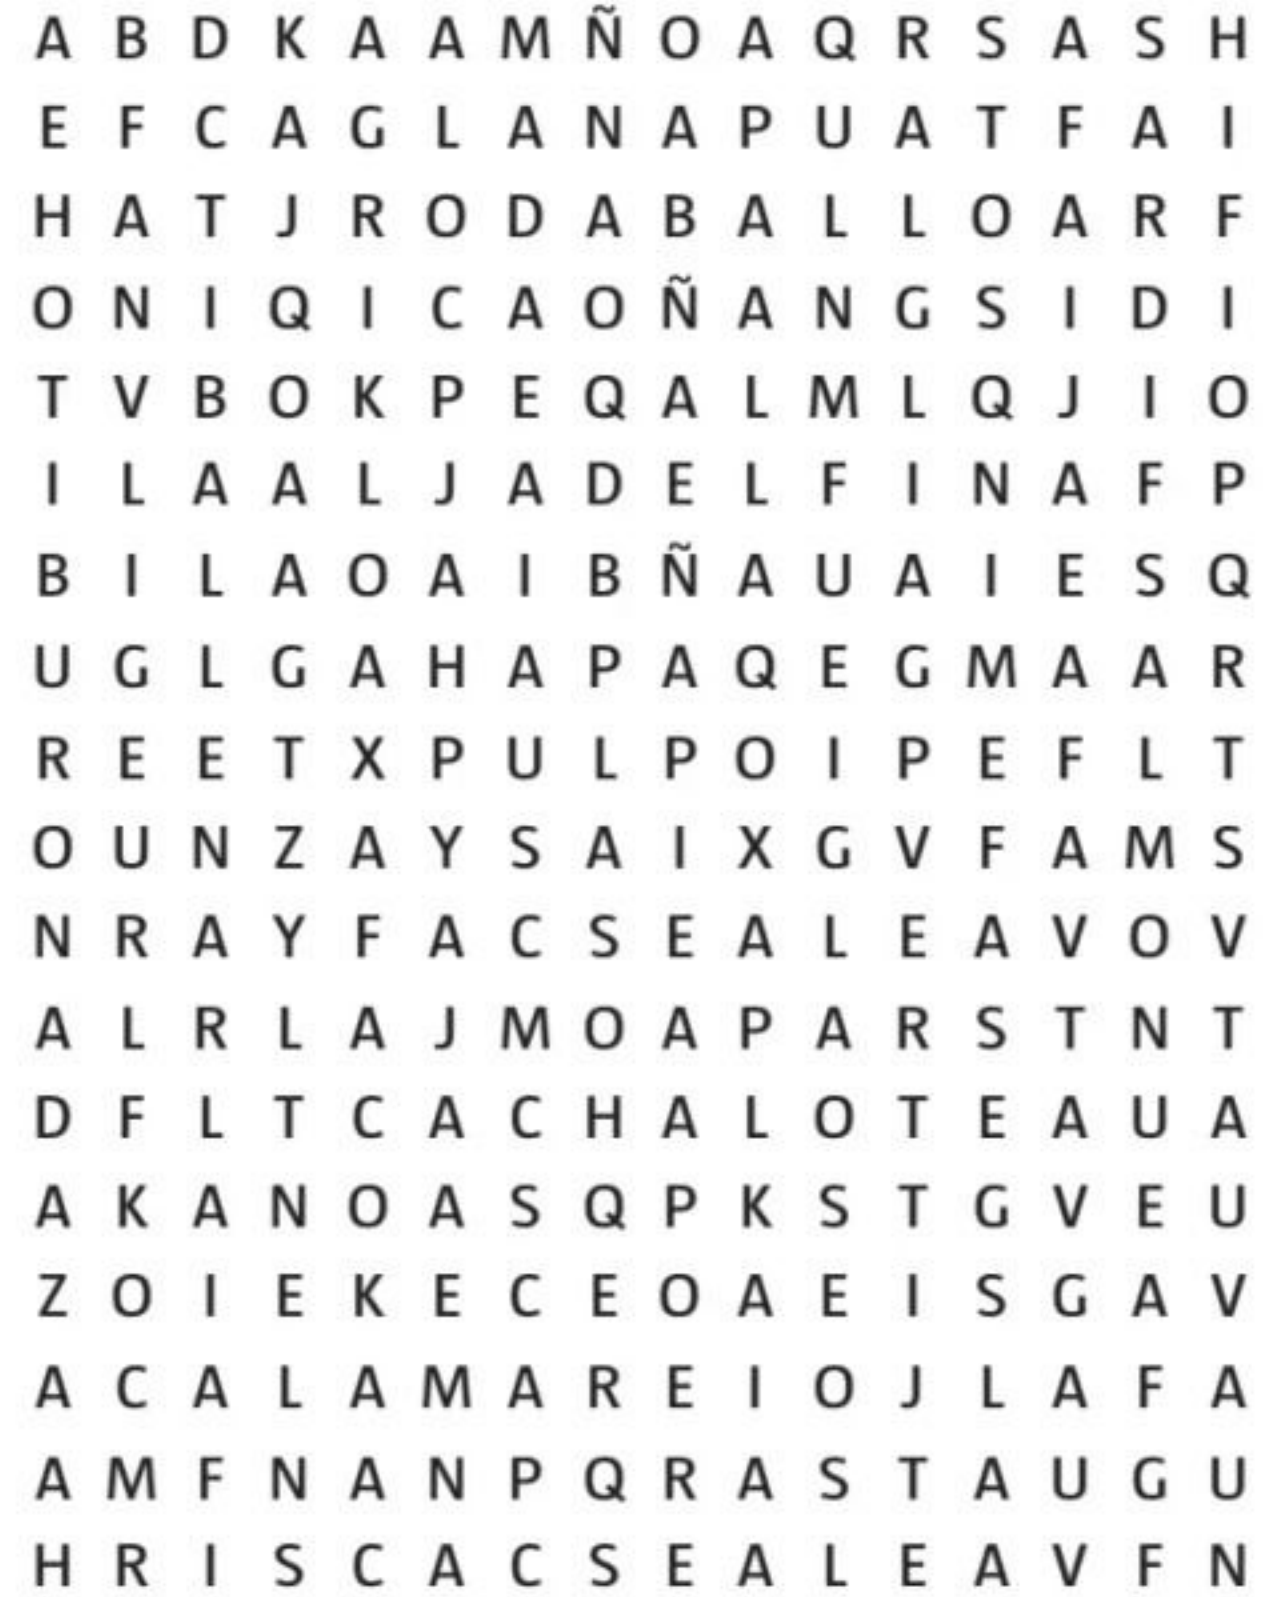 A B D K A A M Ñ O A Q R S A S H
E F C A G L A N A P U A T F A I
H A T J R O D A B A L L O A R F
O N I Q I C A O Ñ A N G S I D I
T V B O K P E Q A L M L Q J I O
I L A A L J A D E L F I N A F P
B I L A O A I B Ñ A U A I E S Q
U G L G A H A P A Q E G M A A R
R E E T X P U L P O I P E F L T
O U N Z A Y S A I X G V F A M S
N R A Y F A C S E A L E A V O V
A L R L A J M O A P A R S T N T
D F L T C A C H A L O T E A U A
A K A N O A S Q P K S T G V E U
Z O I E K E C E O A E I S G A V
A C A L A M A R E I O J L A F A
A M F N A N P Q R A S T A U G U
H R I S C A C S E A L E A V F N